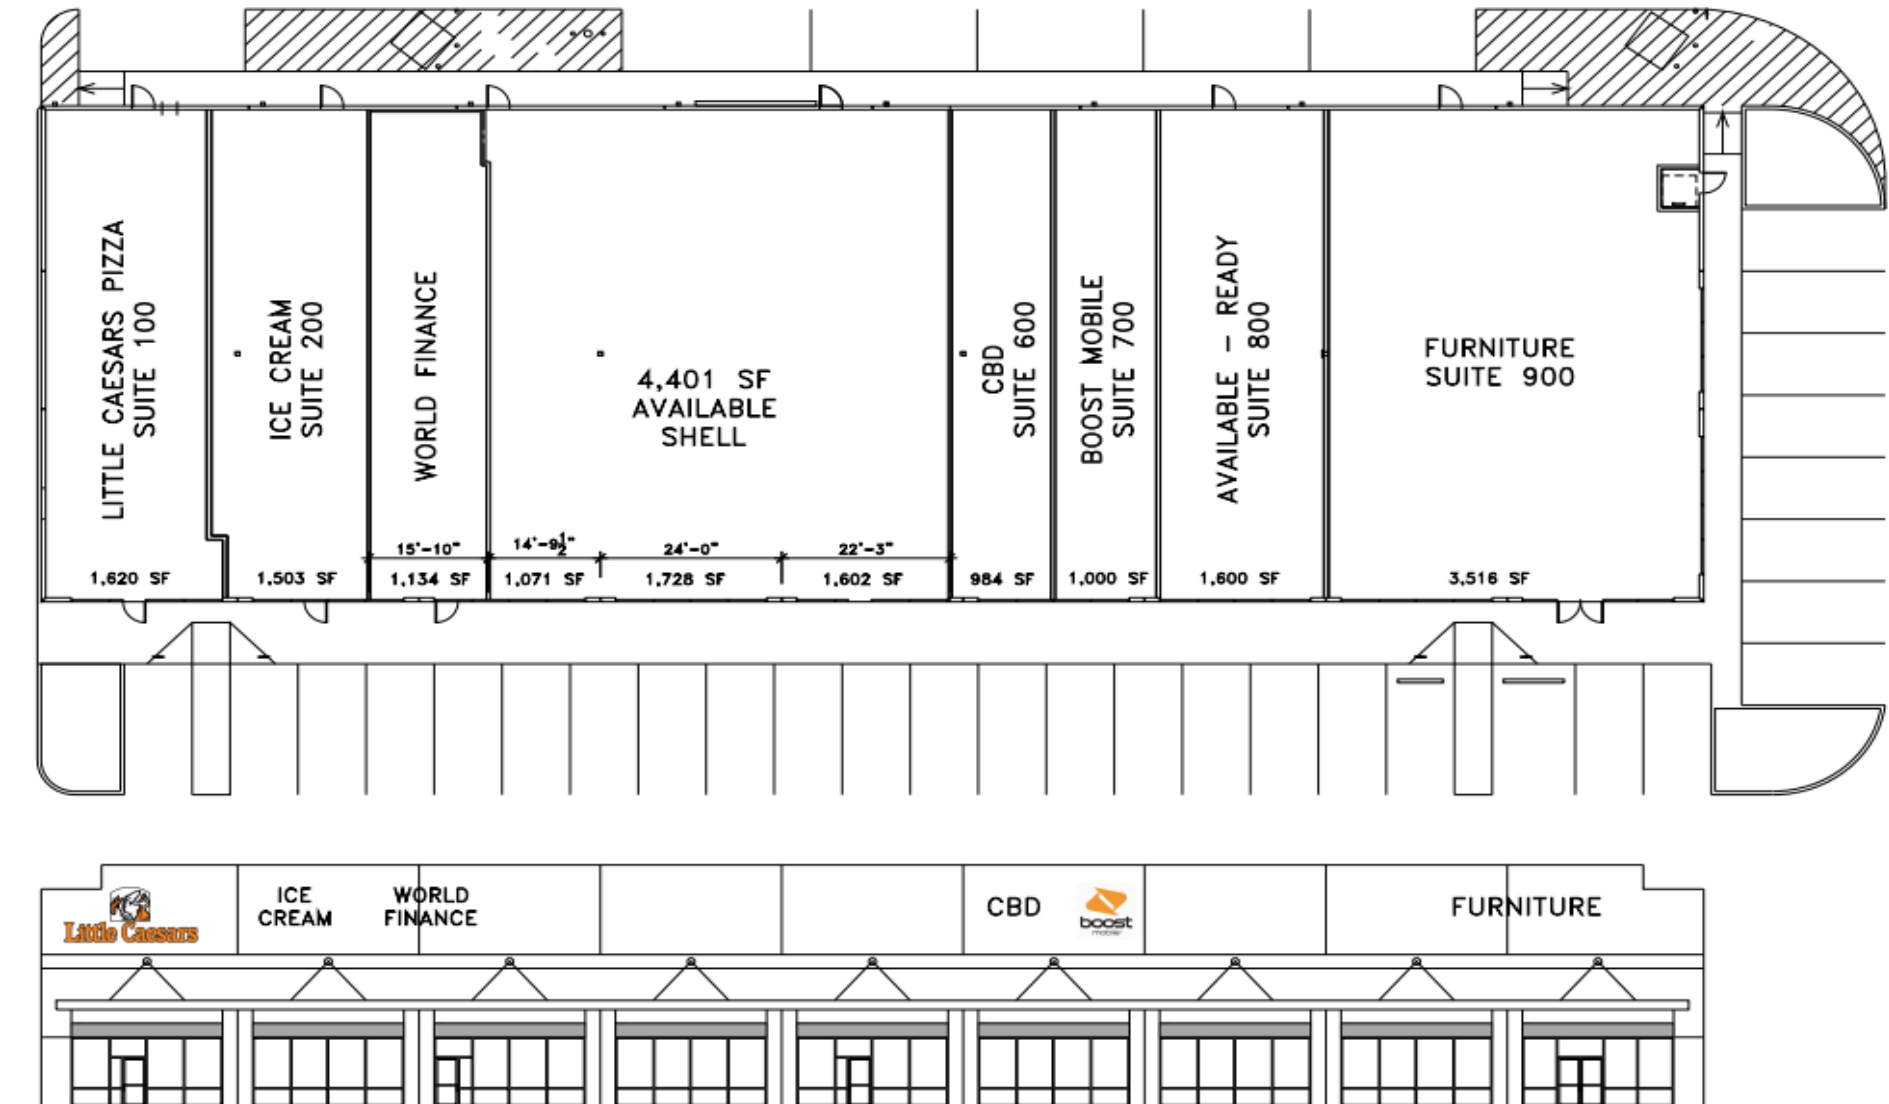 LITTLE CAESARS PIZZA
SUITE 100
ICE CREAM
SUITE 200
WORLD FINANCE
4,401 SF
AVAILABLE
SHELL
CBD
SUITE 600
BOOST MOBILE
SUITE 700
AVAILABLE - READY
SUITE 800
FURNITURE
SUITE 900
15'-10"
14'-9½"
24'-0"
22'-3"
1,620 SF
1,503 SF
1,134 SF
1,071 SF
1,728 SF
1,602 SF
984 SF
1,000 SF
1,600 SF
3,516 SF
Little Caesars
ICE
CREAM
WORLD
FINANCE
CBD
boost
mobile
FURNITURE